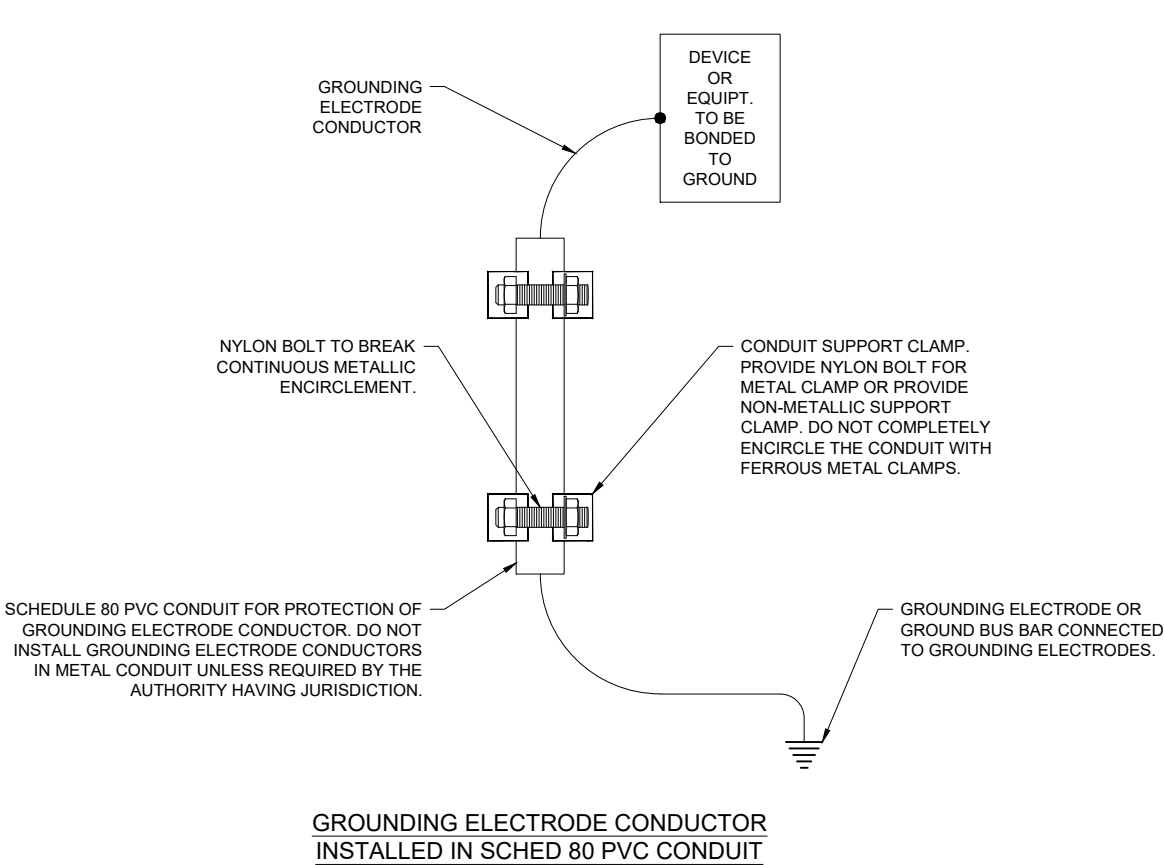 DEVICE
OR
EQUIPT.
TO BE
BONDED
TO
GROUND
GROUNDING
ELECTRODE
CONDUCTOR
NYLON BOLT TO BREAK
CONTINUOUS METALLIC
ENCIRCLEMENT.
CONDUIT SUPPORT CLAMP.
PROVIDE NYLON BOLT FOR
METAL CLAMP OR PROVIDE
NON-METALLIC SUPPORT
CLAMP. DO NOT COMPLETELY
ENCIRCLE THE CONDUIT WITH
FERROUS METAL CLAMPS.
SCHEDULE 80 PVC CONDUIT FOR PROTECTION OF
GROUNDING ELECTRODE CONDUCTOR. DO NOT
INSTALL GROUNDING ELECTRODE CONDUCTORS
IN METAL CONDUIT UNLESS REQUIRED BY THE
AUTHORITY HAVING JURISDICTION.
GROUNDING ELECTRODE OR
GROUND BUS BAR CONNECTED
TO GROUNDING ELECTRODES.
GROUNDING ELECTRODE CONDUCTOR
INSTALLED IN SCHED 80 PVC CONDUIT